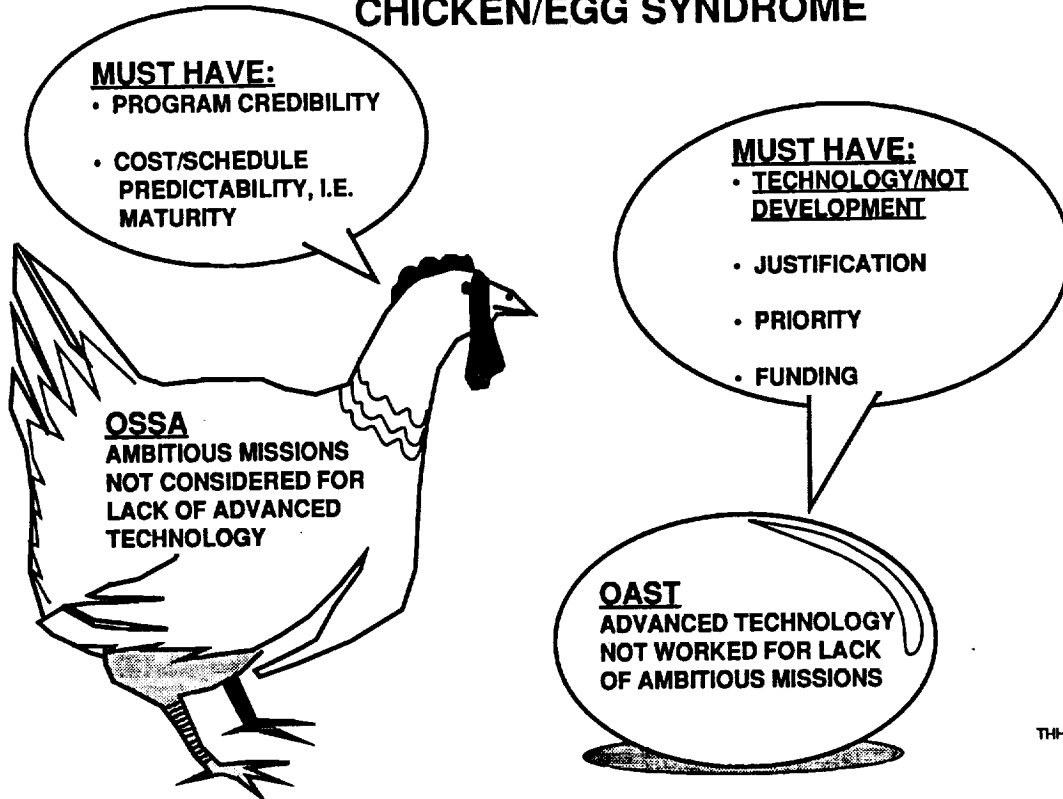 CHICKEN/EGG SYNDROME
MUST HAVE:
• PROGRAM CREDIBILITY
• COST/SCHEDULE
PREDICTABILITY, I.E.
MATURITY
MUST HAVE:
• TECHNOLOGY/NOT
DEVELOPMENT
• JUSTIFICATION
• PRIORITY
• FUNDING
OSSA
AMBITIOUS MISSIONS
NOT CONSIDERED FOR
LACK OF ADVANCED
TECHNOLOGY
OAST
ADVANCED TECHNOLOGY
NOT WORKED FOR LACK
OF AMBITIOUS MISSIONS
THH